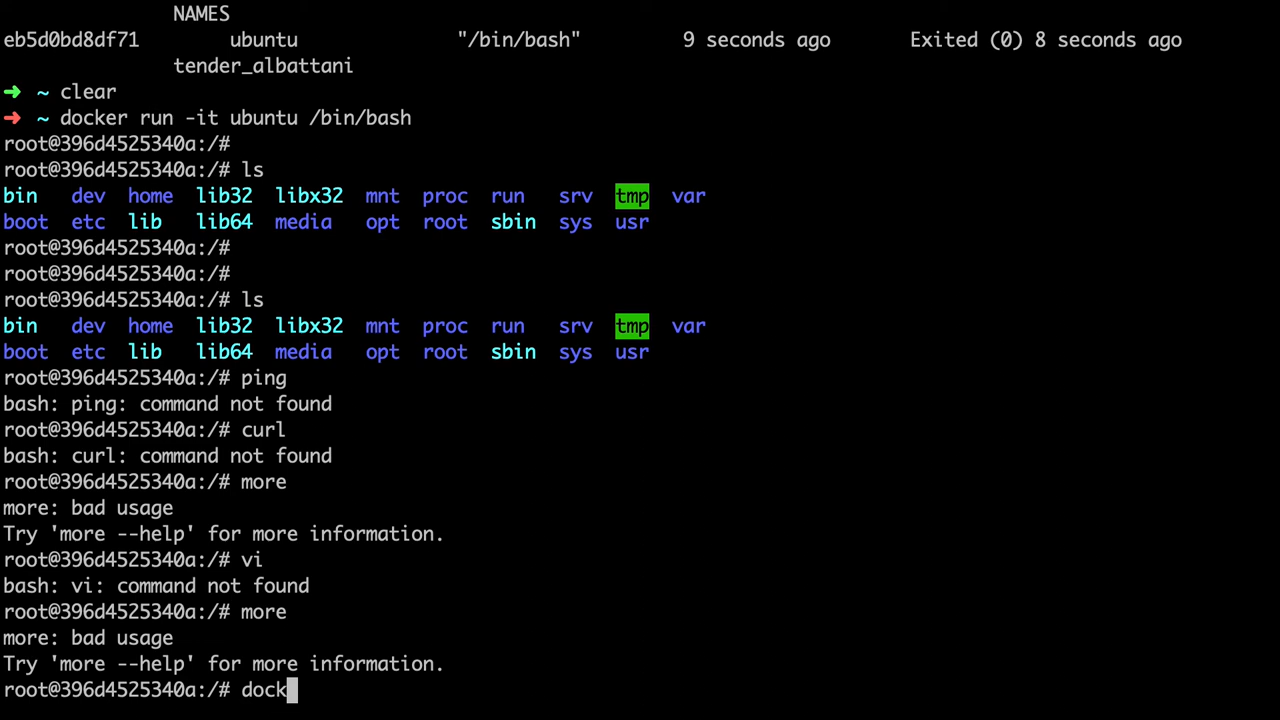 NAMES
eb5d0bd8df71 ubuntu "/bin/bash" 9 seconds ago Exited (0) 8 seconds ago
tender_albattani
➜ ~ clear
➜ ~ docker run -it ubuntu /bin/bash
root@396d4525340a:/#
root@396d4525340a:/# ls
bin dev home lib32 libx32 mnt proc run srv tmp var
boot etc lib lib64 media opt root sbin sys usr
root@396d4525340a:/#
root@396d4525340a:/#
root@396d4525340a:/# ls
bin dev home lib32 libx32 mnt proc run srv tmp var
boot etc lib lib64 media opt root sbin sys usr
root@396d4525340a:/# ping
bash: ping: command not found
root@396d4525340a:/# curl
bash: curl: command not found
root@396d4525340a:/# more
more: bad usage
Try 'more --help' for more information.
root@396d4525340a:/# vi
bash: vi: command not found
root@396d4525340a:/# more
more: bad usage
Try 'more --help' for more information.
root@396d4525340a:/# dock